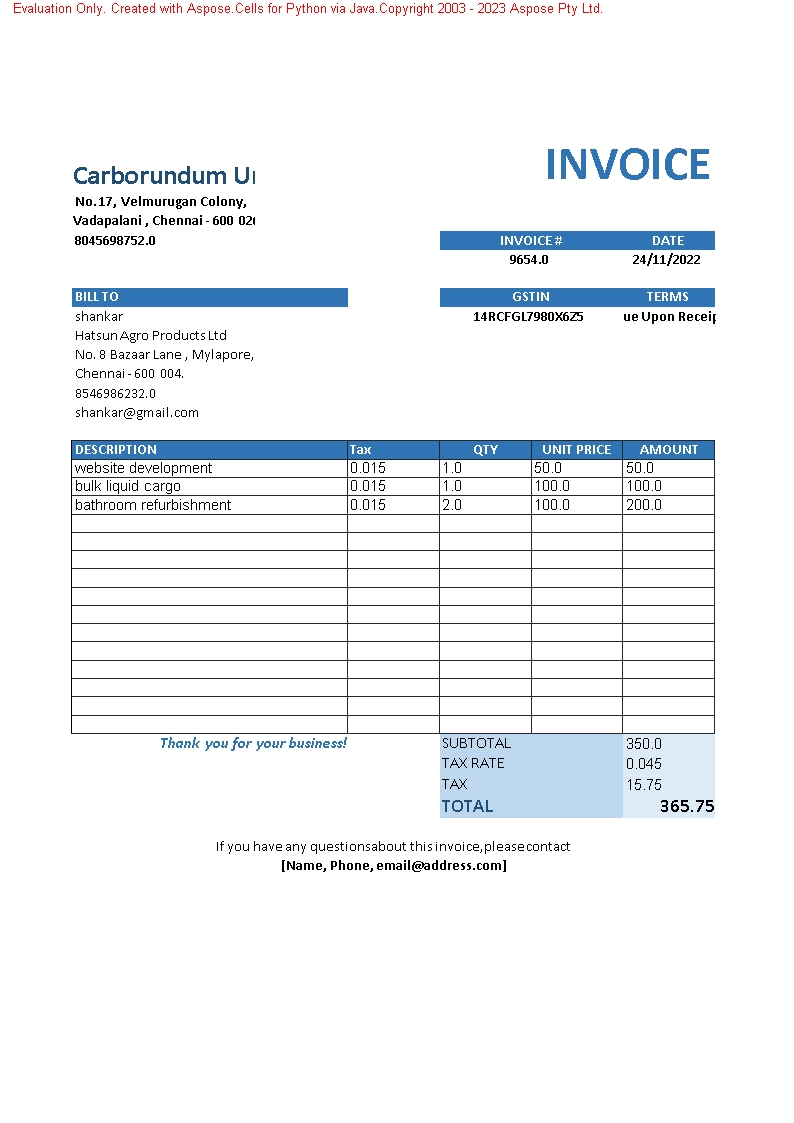 Evaluation Only. Created with Aspose.Cells for Python via Java.Copyright 2003 - 2023 Aspose Pty Ltd.
INVOICE
Carborundum
No.17, Velmurugan Colony,
Vadapalani , Chennai - 600
8045698752.0
INVOICE # DATE
9654.0 24/11/2022
BILL TO GSTIN TERMS
shankar 14RCFGL7980X6Z5 ue Upon Receip
Hatsun Agro Products Ltd
No. 8 Bazaar Lane , Mylapore,
Chennai - 600 004.
8546986232.0
shankar@gmail.com
DESCRIPTION Tax QTY UNIT PRICE AMOUNT
website development 0.015 1.0 50.0 50.0
bulk liquid cargo 0.015 1.0 100.0 100.0
bathroom refurbishment 0.015 2.0 100.0 200.0
Thank you for your business! SUBTOTAL 350.0
TAX RATE 0.045
TAX 15.75
TOTAL 365.75
If you have any questions about this invoice, please contact
[Name, Phone, email@address.com]